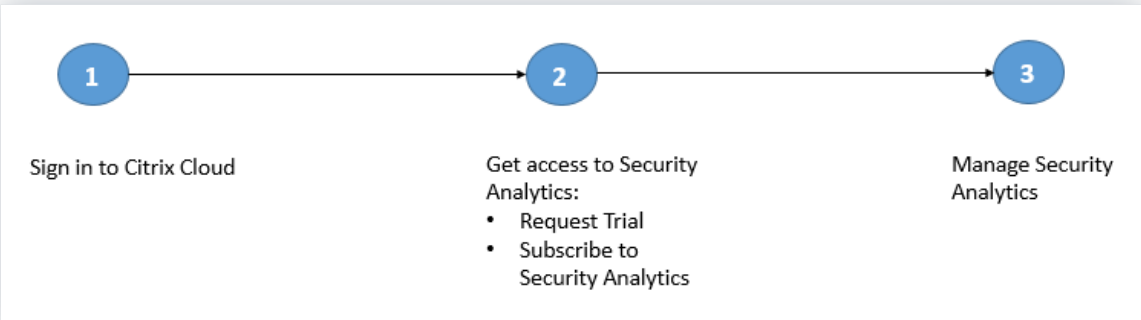 1
2
3
Sign in to Citrix Cloud
Get access to Security
Analytics:
• Request Trial
• Subscribe to
Security Analytics
Manage Security
Analytics